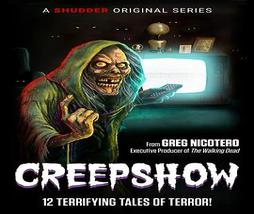 A SHUDDER ORIGINAL SERIES
FROM GREG NICOTERO
Executive Producer of The Walking Dead
CREEPSHOW
12 TERRIFYING TALES OF TERROR!